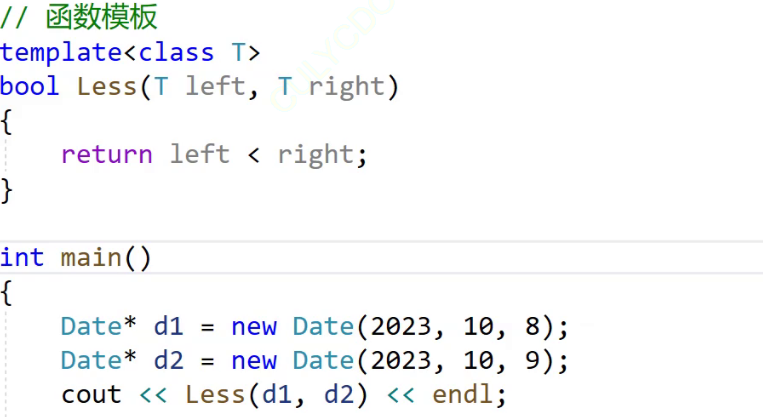 // 函数模板
template<class T>
bool Less(T left, T right)
{
    return left < right;
}
int main()
{
    Date* d1 = new Date(2023, 10, 8);
    Date* d2 = new Date(2023, 10, 9);
    cout << Less(d1, d2) << endl;